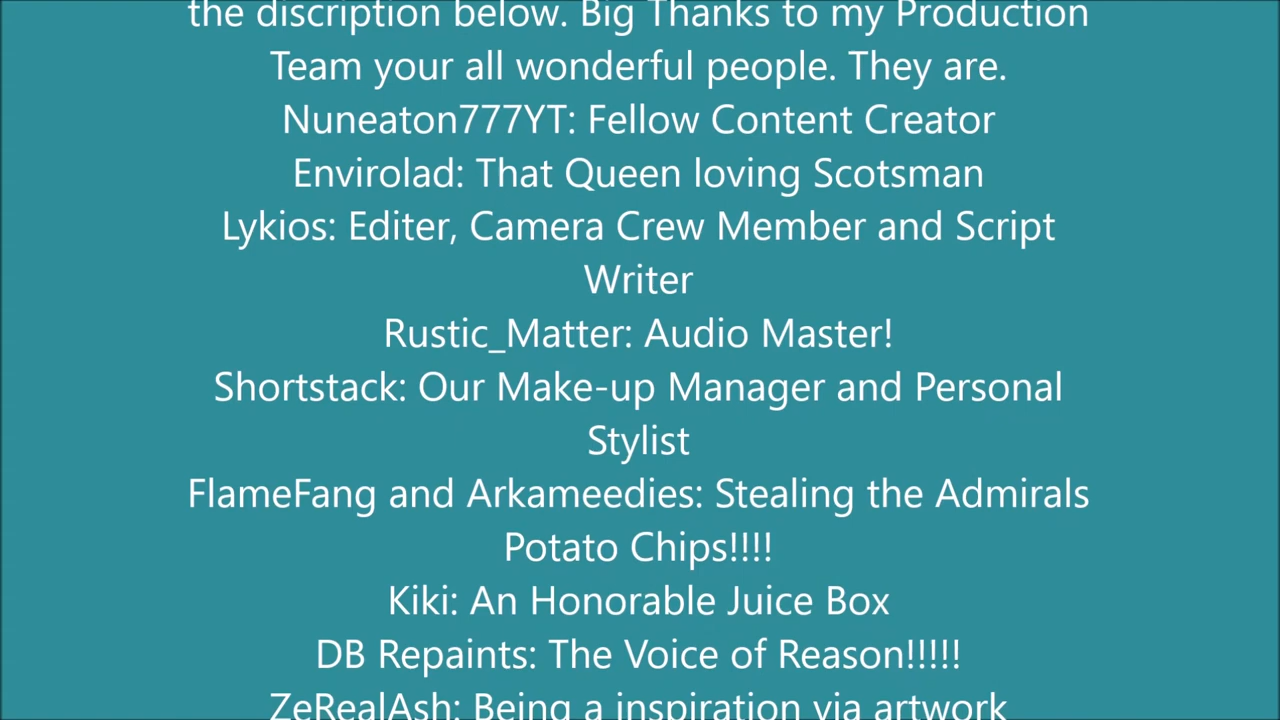 the discription below. Big Thanks to my Production
Team your all wonderful people. They are.
Nuneaton777YT: Fellow Content Creator
Envirolad: That Queen loving Scotsman
Lykios: Editer, Camera Crew Member and Script
Writer
Rustic_Matter: Audio Master!
Shortstack: Our Make-up Manager and Personal
Stylist
FlameFang and Arkameedies: Stealing the Admirals
Potato Chips!!!!
Kiki: An Honorable Juice Box
DB Repaints: The Voice of Reason!!!!!
ZeRealAsh: Being a inspiration via artwork